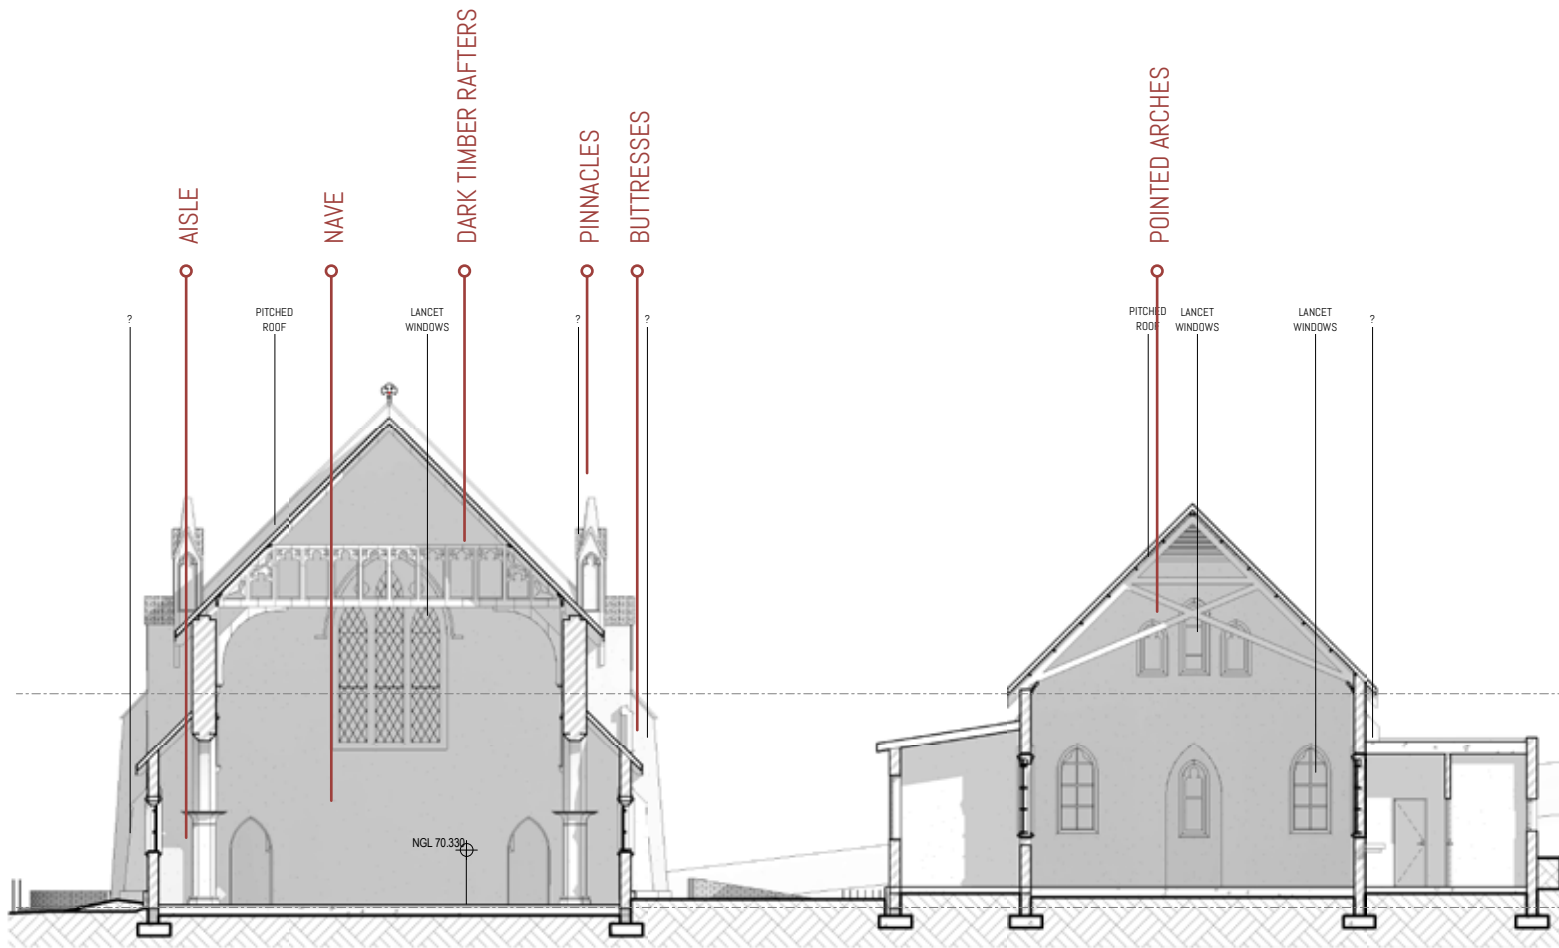 AISLE
NAVE
DARK TIMBER RAFTERS
PINNACLES
BUTTRESSES
POINTED ARCHES
?
PITCHED
ROOF
LANCET
WINDOWS
?
?
PITCHED
ROOF
LANCET
WINDOWS
LANCET
WINDOWS
?
NGL 70.330